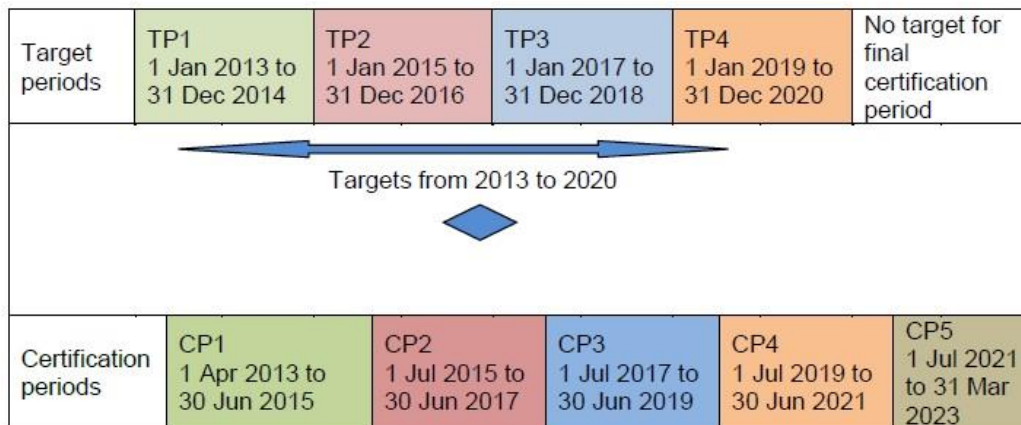 Target
periods
TP1
1 Jan 2013 to
31 Dec 2014
TP2
1 Jan 2015 to
31 Dec 2016
TP3
1 Jan 2017 to
31 Dec 2018
TP4
1 Jan 2019 to
31 Dec 2020
No target for
final
certification
period
Targets from 2013 to 2020
Certification
periods
CP1
1 Apr 2013 to
30 Jun 2015
CP2
1 Jul 2015 to
30 Jun 2017
CP3
1 Jul 2017 to
30 Jun 2019
CP4
1 Jul 2019 to
30 Jun 2021
CP5
1 Jul 2021
to 31 Mar
2023